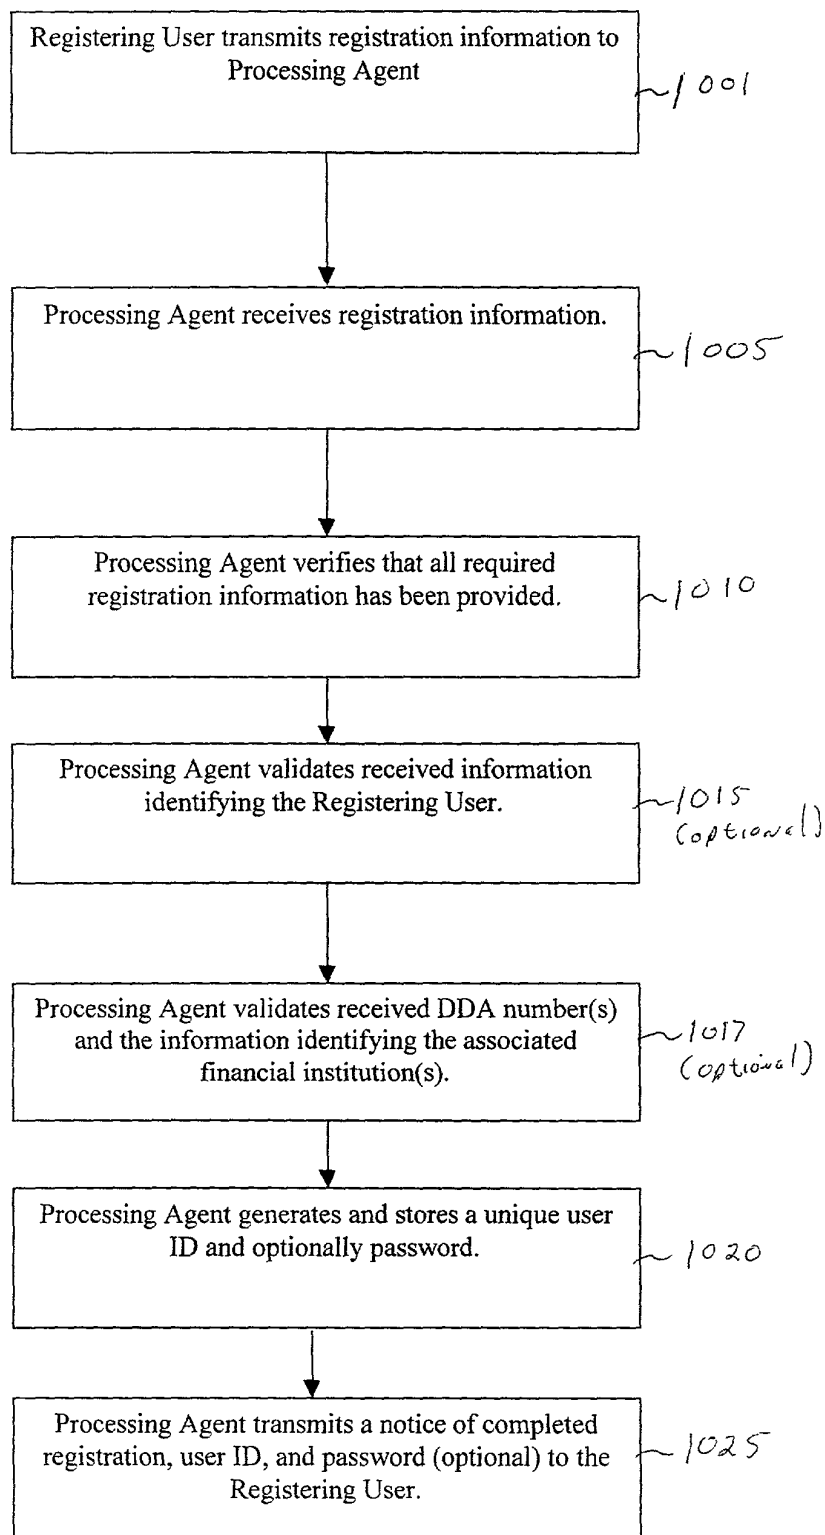 Registering User transmits registration information to
Processing Agent
1001
Processing Agent receives registration information.
1005
Processing Agent verifies that all required
registration information has been provided.
1010
Processing Agent validates received information
identifying the Registering User.
1015
(optional)
Processing Agent validates received DDA number(s)
and the information identifying the associated
financial institution(s).
1017
(optional)
Processing Agent generates and stores a unique user
ID and optionally password.
1020
Processing Agent transmits a notice of completed
registration, user ID, and password (optional) to the
Registering User.
1025